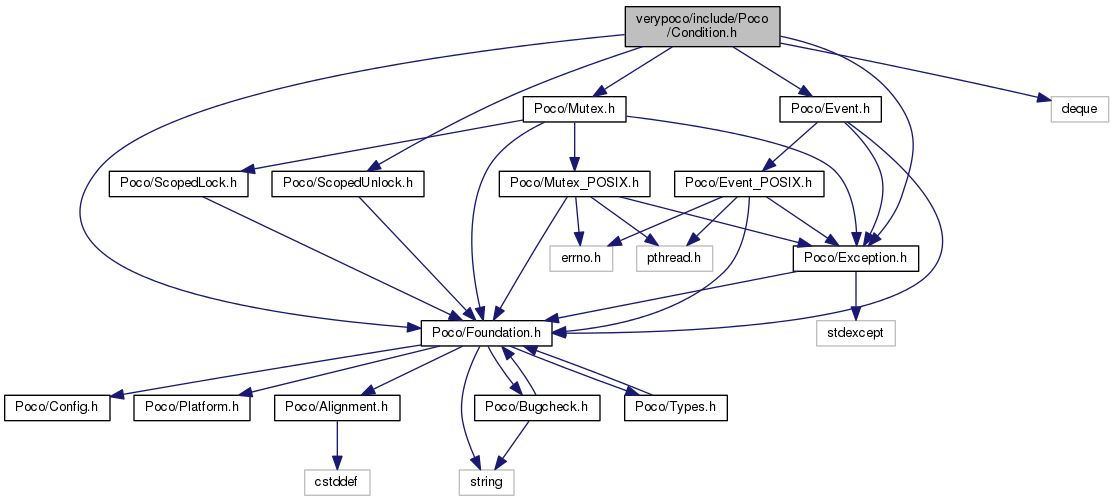 verypoco/include/Poco
/Condition.h
Poco/Mutex.h
Poco/Event.h
deque
Poco/ScopedLock.h
Poco/ScopedUnlock.h
Poco/Mutex_POSIX.h
Poco/Event_POSIX.h
errno.h
pthread.h
Poco/Exception.h
Poco/Foundation.h
stdexcept
Poco/Config.h
Poco/Platform.h
Poco/Alignment.h
Poco/Bugcheck.h
Poco/Types.h
cstddef
string